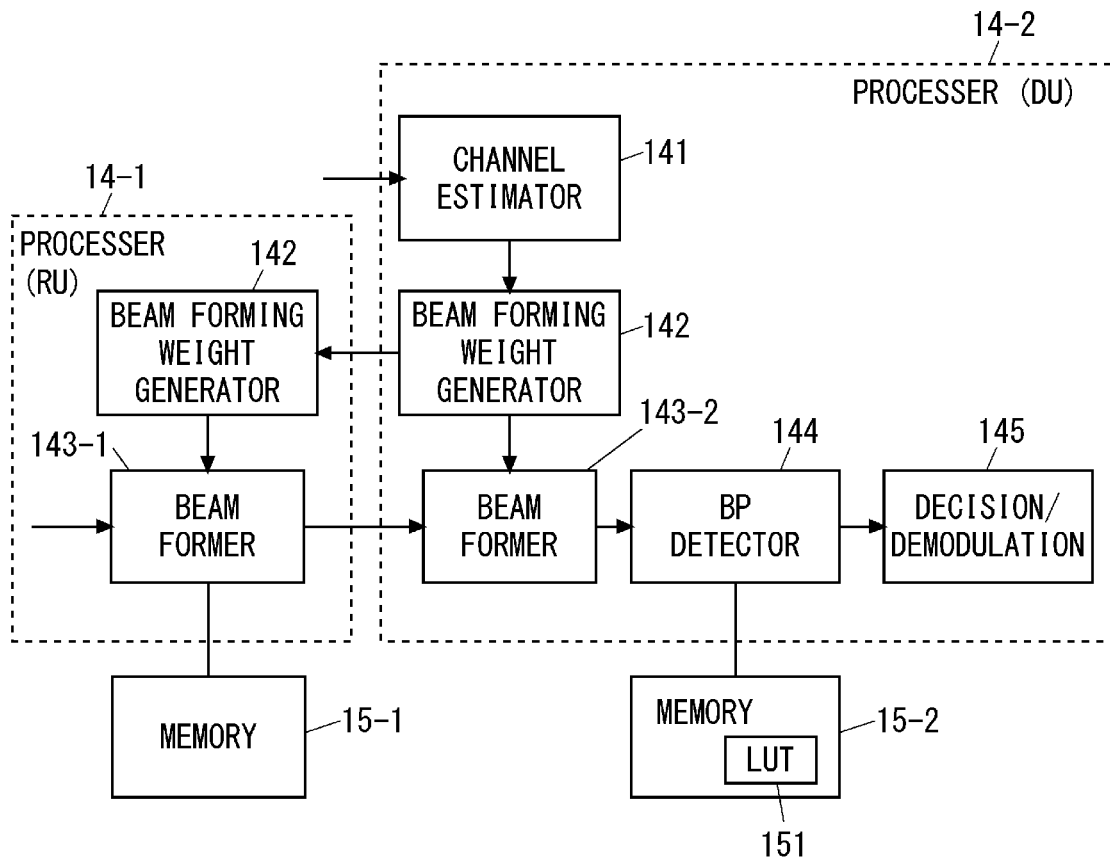 14-2
PROCESSER (DU)
CHANNEL
ESTIMATOR
141
14-1
PROCESSER
(RU)
142
BEAM FORMING
WEIGHT
GENERATOR
BEAM FORMING
WEIGHT
GENERATOR
142
143-1
BEAM
FORMER
143-2
BEAM
FORMER
144
BP
DETECTOR
145
DECISION/
DEMODULATION
MEMORY
15-1
MEMORY
LUT
15-2
151